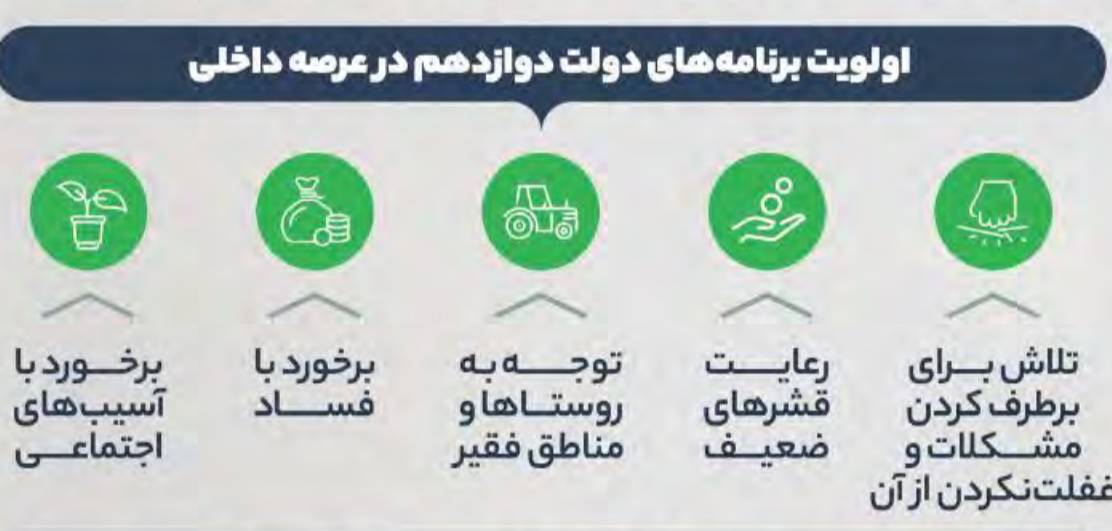 اولویت برنامه‌های دولت دوازدهم در عرصه داخلی
تلاش برای
برطرف کردن
مشکلات و
غفلت‌نکردن از آن
رعایت
قشرهای
ضعیف
توجه به
روستاها و
مناطق فقیر
برخورد با
فساد
برخورد با
آسیب‌های
اجتماعی